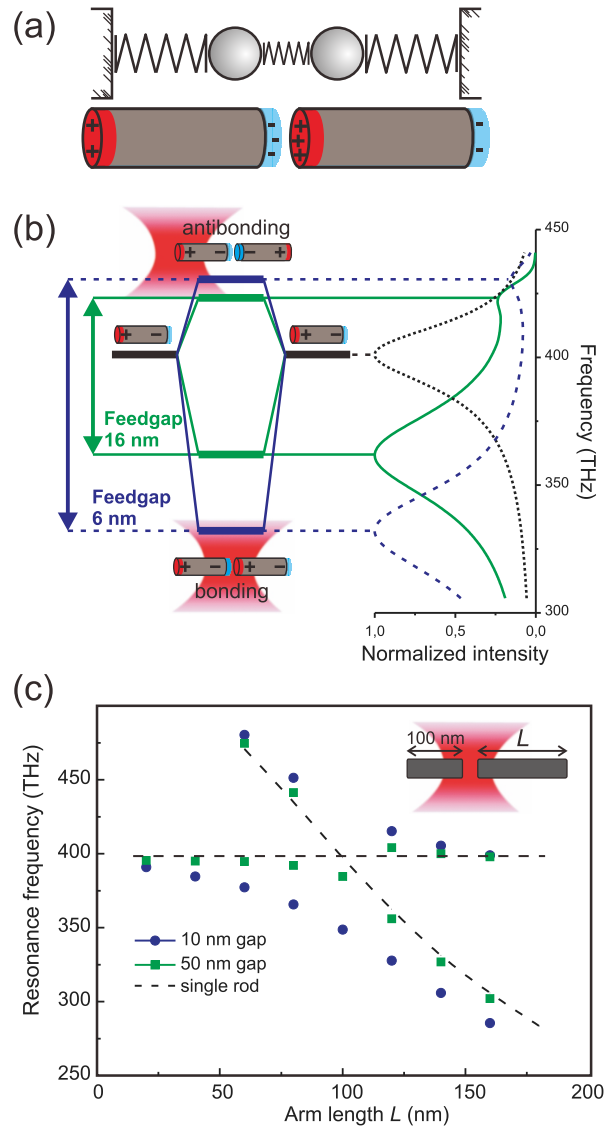 (a)
+ + + - - - + + + - - -
(b)
antibonding
+ - - +
+ -
+ -
Feedgap
16 nm
Feedgap
6 nm
+ - + -
bonding
450
400
350
300
Frequency (THz)
1,0 0,5 0,0
Normalized intensity
(c)
100 nm L
450
400
350
300
250
Resonance frequency (THz)
10 nm gap
50 nm gap
single rod
0 50 100 150 200
Arm length L (nm)